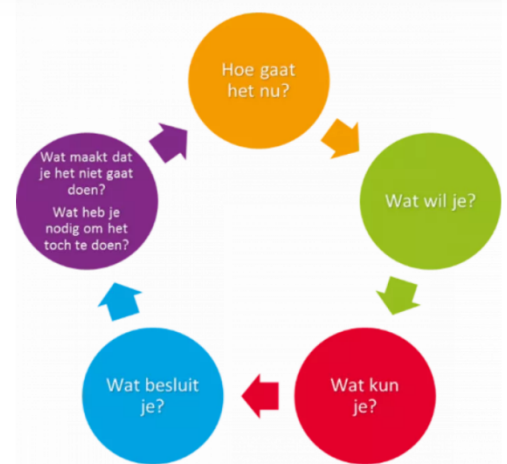 Hoe gaat
het nu?
Wat wil je?
Wat kun
je?
Wat besluit
je?
Wat maakt dat
je het niet gaat
doen?
Wat heb je
nodig om het
toch te doen?